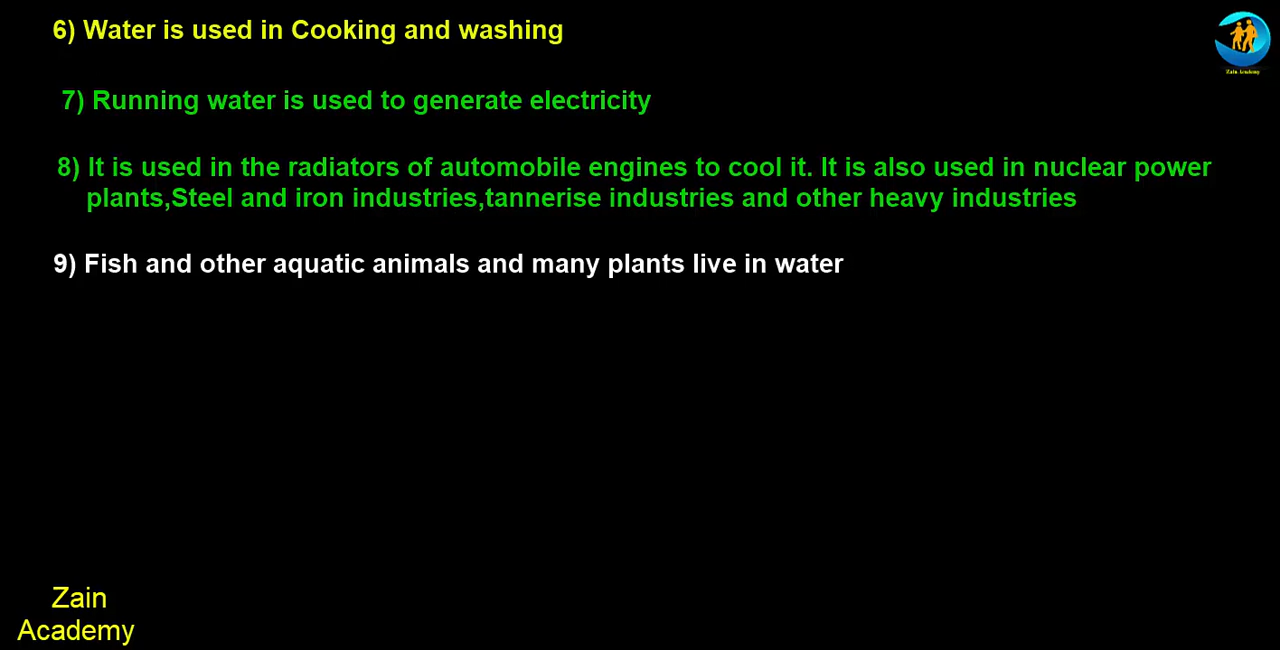 6) Water is used in Cooking and washing
7) Running water is used to generate electricity
8) It is used in the radiators of automobile engines to cool it. It is also used in nuclear power
plants,Steel and iron industries,tannerise industries and other heavy industries
9) Fish and other aquatic animals and many plants live in water
Zain Academy
Zain
Academy